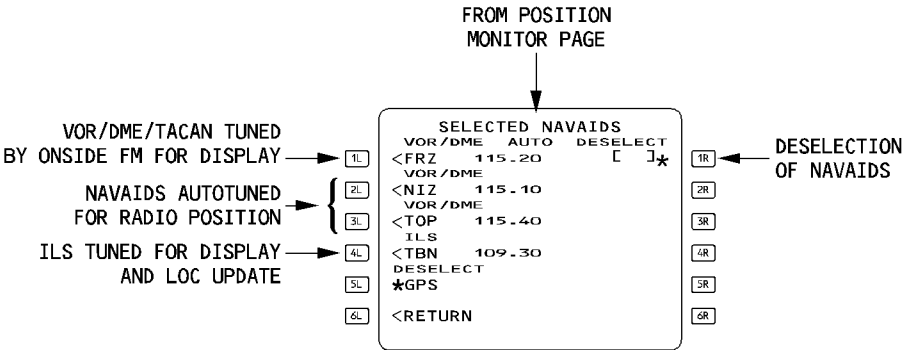 FROM POSITION
MONITOR PAGE
SELECTED NAVAIDS
VOR/DME AUTO DESELECT
VOR/DME/TACAN TUNED
BY ONSIDE FM FOR DISPLAY
1L
<FRZ 115.20 [ ]*
1R
DESELECTION
OF NAVAIDS
VOR/DME
NAVAIDS AUTOTUNED
FOR RADIO POSITION
2L
<NIZ 115.10
2R
VOR/DME
3L
<TOP 115.40
3R
ILS
ILS TUNED FOR DISPLAY
AND LOC UPDATE
4L
<TBN 109.30
4R
DESELECT
5L
*GPS
5R
6L
<RETURN
6R